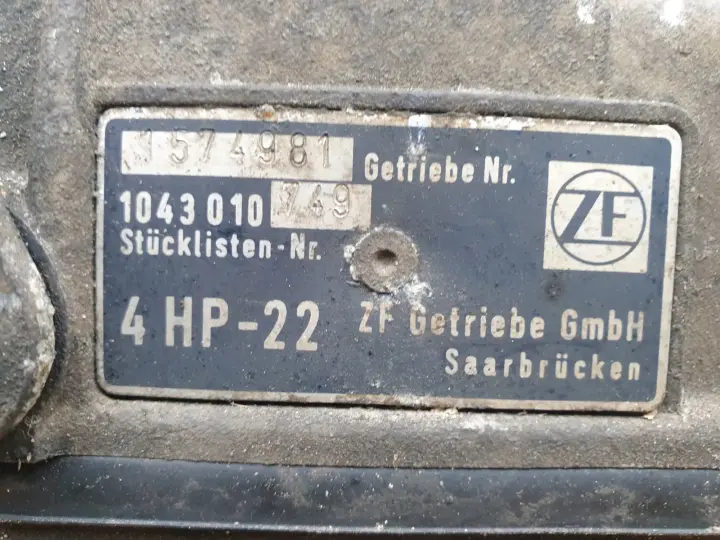 1574981 Getriebe Nr.
1043 010 749
Stücklisten-Nr.
ZF
4 HP-22 ZF Getriebe GmbH
Saarbrücken